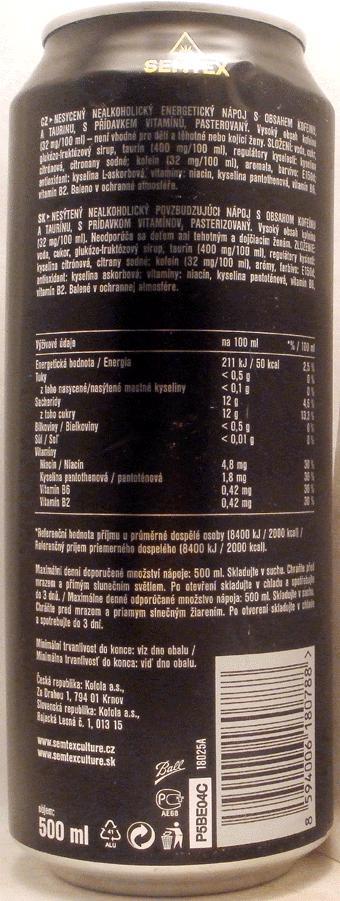 SEMTEX
CZ ▸ NESYCENÝ NEALKOHOLICKÝ ENERGETICKÝ NÁPOJ S OBSAHEM KOFEINU
A TAURINU, S PŘÍDAVKEM VITAMÍNŮ, PASTEROVANÝ. Vysoký obsah kofeinu
(32 mg/100 ml) – není vhodné pro děti a těhotné nebo kojící ženy. SLOŽENÍ: voda, cukr,
glukózo-fruktózový sirup, taurin (400 mg/100 ml), regulátory kyselosti: kyselina
citrónová, citronany sodné; kofein (32 mg/100 ml), aromata, barvivo: E150d,
antioxidant: kyselina L-askorbová, vitamíny: niacin, kyselina pantothenová, vitamín B6,
vitamín B2. Baleno v ochranné atmosféře.
SK ▸ NESÝTENÝ NEALKOHOLICKÝ POVZBUDZUJÚCI NÁPOJ S OBSAHOM KOFEÍNU
A TAURÍNU, S PRÍDAVKOM VITAMÍNOV, PASTERIZOVANÝ. Vysoký obsah kofeínu
(32 mg/100 ml). Neodporúča sa deťom ani tehotným a dojčiacim ženám. ZLOŽENIE:
voda, cukor, glukózo-fruktózový sirup, taurín (400 mg/100 ml), regulátory kyslosti:
kyselina citrónová, citrany sodné; kofeín (32 mg/100 ml), arómy, farbivo: E150d,
antioxidant: kyselina askorbová; vitamíny: niacín, kyselina pantoténová, vitamín B6,
vitamín B2. Balené v ochrannej atmosfére.
Výživové údaje na 100 ml *% / 100 ml
Energetická hodnota / Energia 211 kJ / 50 kcal 2,5 %
Tuky < 0,5 g 0 %
z toho nasycené/nasýtené mastné kyseliny < 0,1 g 0 %
Sacharidy 12 g 4,6 %
z toho cukry 12 g 13,3 %
Bílkoviny / Bielkoviny < 0,5 g 0 %
Sůl / Soľ < 0,01 g 0 %
Vitamíny
Niacin / Niacín 4,8 mg 30 %
Kyselina pantothenová / pantoténová 1,8 mg 30 %
Vitamín B6 0,42 mg 30 %
Vitamín B2 0,42 mg 30 %
*Referenční hodnota příjmu u průměrné dospělé osoby (8400 kJ / 2000 kcal) /
Referenčný príjem priemerného dospelého (8400 kJ / 2000 kcal).
Maximální denní doporučené množství nápoje: 500 ml. Skladujte v suchu. Chraňte před
mrazem a přímým slunečním světlem. Po otevření skladujte v chladu a spotřebujte
do 3 dnů. / Maximálne denné odporúčané množstvo nápoja: 500 ml. Skladujte v suchu.
Chráňte pred mrazom a priamym slnečným žiarením. Po otvorení skladujte v chlade
a spotrebujte do 3 dní.
Minimální trvanlivost do konce: viz dno obalu /
Minimálna trvanlivosť do konca: viď dno obalu.
Česká republika: Kofola a.s.,
Za Drahou 1, 794 01 Krnov
Slovenská republika: Kofola a.s.,
Rajecká Lesná č. 1, 013 15
www.semtexculture.cz
www.semtexculture.sk
Ball
18025A
PG
AE68
P5BE04C
objem:
500 ml
41
ALU
8 594006 180788 >